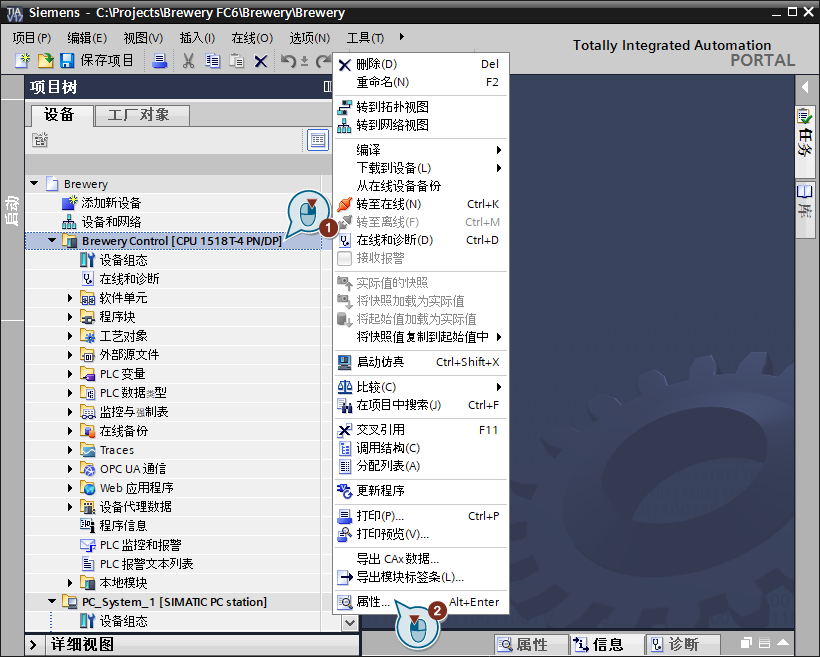 Siemens - C:\Projects\Brewery FC6\Brewery\Brewery
项目(P) 编辑(E) 视图(V) 插入(I) 在线(O) 选项(N) 工具(T)
保存项目
Totally Integrated Automation
PORTAL
项目树
设备 工厂对象
启动
Brewery
添加新设备
设备和网络
Brewery Control [CPU 1518T-4 PN/DP]
设备组态
在线和诊断
软件单元
程序块
工艺对象
外部源文件
PLC 变量
PLC 数据类型
监控与强制表
在线备份
Traces
OPC UA 通信
Web 应用程序
设备代理数据
程序信息
PLC 监控和报警
PLC 报警文本列表
本地模块
PC_System_1 [SIMATIC PC station]
设备组态
详细视图
删除(D) Del
重命名(N) F2
转到拓扑视图
转到网络视图
编译
下载到设备(L)
从在线设备备份
转至在线(N) Ctrl+K
转至离线(F) Ctrl+M
在线和诊断(D) Ctrl+D
接收报警
实际值的快照
将快照加载为实际值
将起始值加载为实际值
将快照值复制到起始值中
启动仿真 Ctrl+Shift+X
比较(C)
在项目中搜索(J) Ctrl+F
交叉引用 F11
调用结构(C)
分配列表(A)
更新程序
打印(P)... Ctrl+P
打印预览(V)...
导出 CAx 数据...
导出模块标签条(L)...
属性... Alt+Enter
1
2
任务
库
属性 信息 诊断